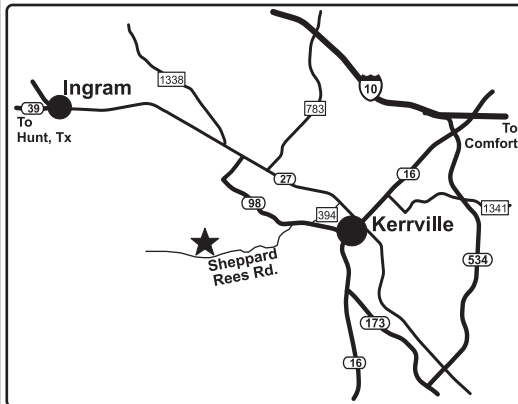 1338
783
10
Ingram
39
To
Hunt, Tx
To
Comfort
16
27
98
394
1341
Kerrville
Sheppard
Rees Rd.
534
173
16